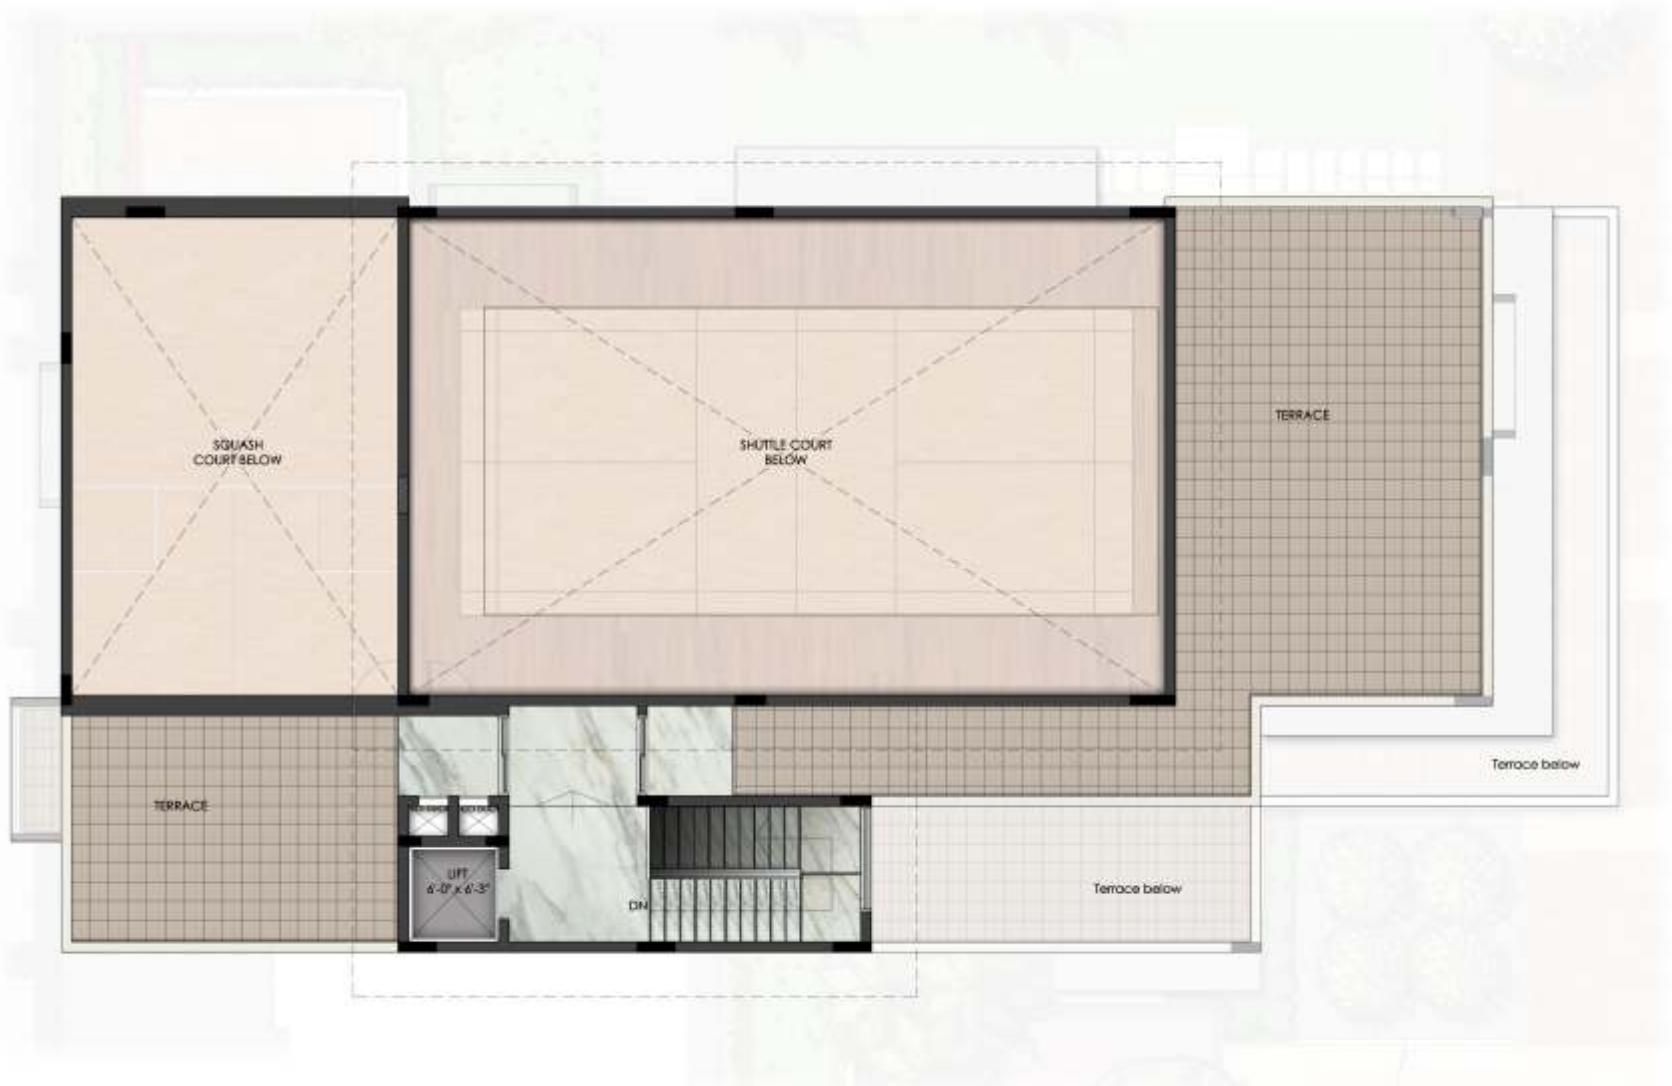 SQUASH
COURT BELOW
SHUTTLE COURT
BELOW
TERRACE
Terrace below
TERRACE
LIFT
6'-0" x 6'-3"
DN
Terrace below